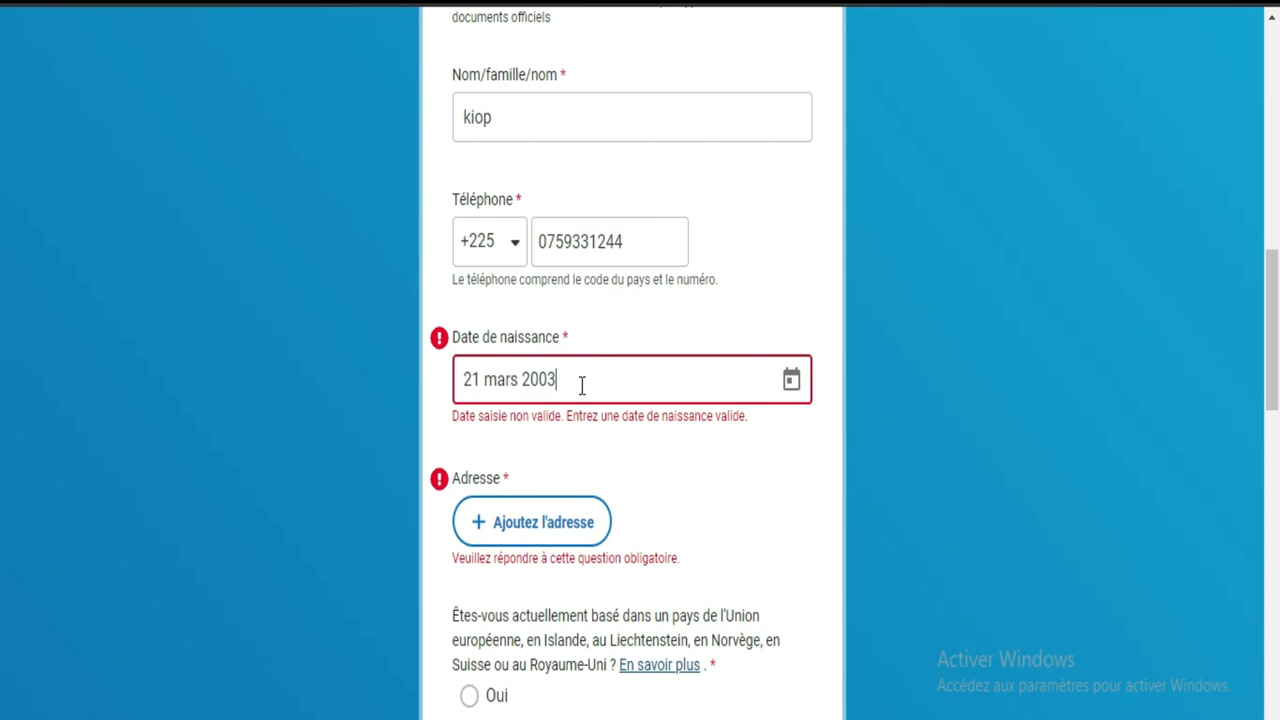 documents officiels
Nom/famille/nom *
kiop
Téléphone *
+225 0759331244
Le téléphone comprend le code du pays et le numéro.
Date de naissance *
21 mars 2003
Date saisie non valide. Entrez une date de naissance valide.
Adresse *
+ Ajoutez l'adresse
Veuillez répondre à cette question obligatoire.
Êtes-vous actuellement basé dans un pays de l'Union
européenne, en Islande, au Liechtenstein, en Norvège, en
Suisse ou au Royaume-Uni ? En savoir plus . *
Oui
Activer Windows
Accédez aux paramètres pour activer Windows.